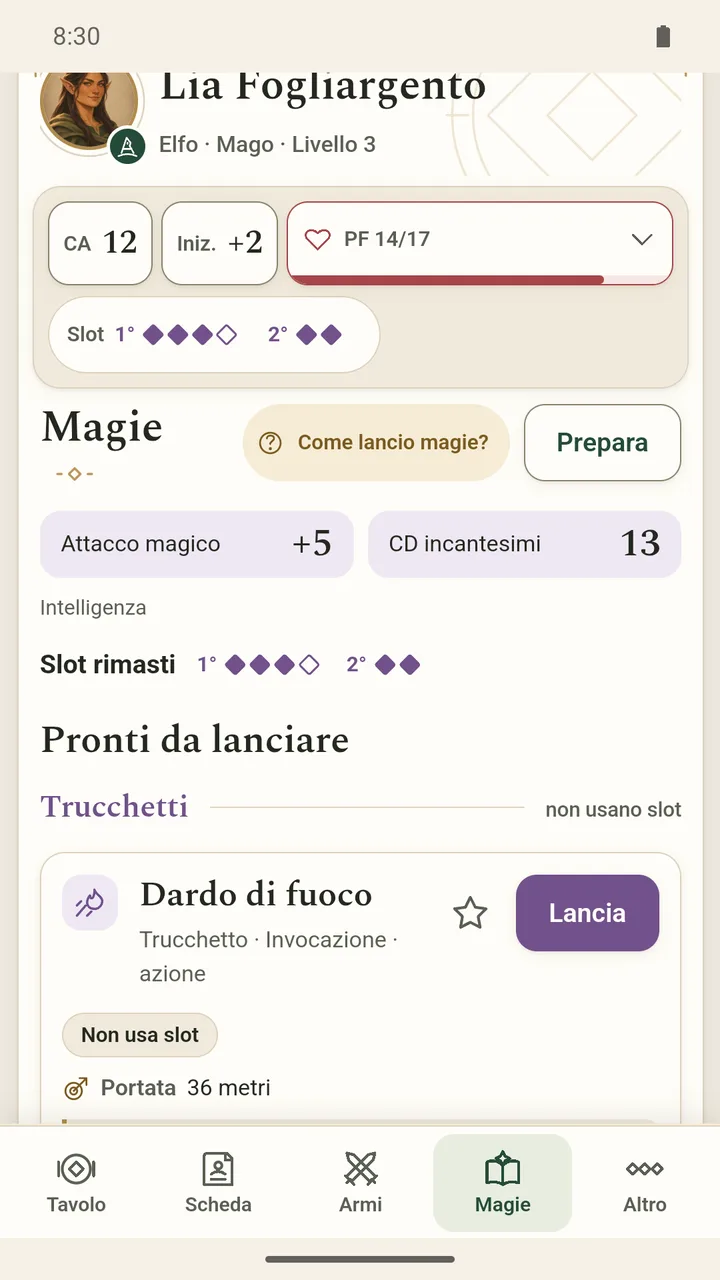 8:30
Lia Fogliargento
Elfo · Mago · Livello 3
CA 12
Iniz. +2
PF 14/17
Slot 1° 2°
Magie
Come lancio magie?
Prepara
Attacco magico +5
CD incantesimi 13
Intelligenza
Slot rimasti 1° 2°
Pronti da lanciare
Trucchetti
non usano slot
Dardo di fuoco
Trucchetto · Invocazione ·
azione
Lancia
Non usa slot
Portata 36 metri
Tavolo
Scheda
Armi
Magie
Altro